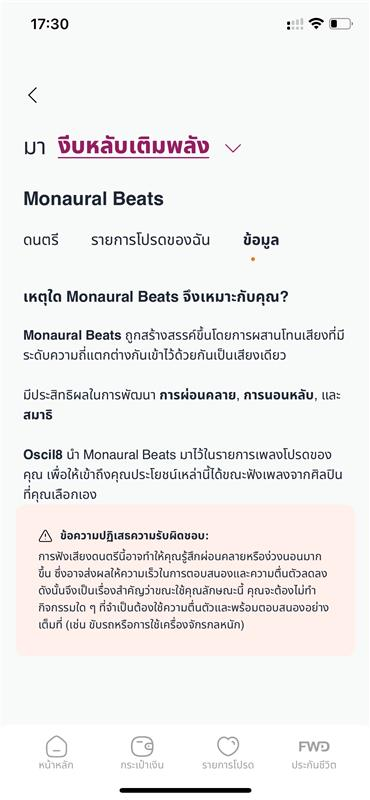 17:30
มา งีบหลับเติมพลัง
Monaural Beats
ดนตรี รายการโปรดของฉัน ข้อมูล
เหตุใด Monaural Beats จึงเหมาะกับคุณ?
Monaural Beats ถูกสร้างสรรค์ขึ้นโดยการผสานโทนเสียงที่มี
ระดับความถี่แตกต่างกันเข้าไว้ด้วยกันเป็นเสียงเดียว
มีประสิทธิผลในการพัฒนา การผ่อนคลาย, การนอนหลับ, และ
สมาธิ
Oscil8 นำ Monaural Beats มาไว้ในรายการเพลงโปรดของ
คุณ เพื่อให้เข้าถึงคุณประโยชน์เหล่านี้ได้ขณะฟังเพลงจากศิลปิน
ที่คุณเลือกเอง
ข้อความปฏิเสธความรับผิดชอบ:
การฟังเสียงดนตรีนี้อาจทำให้คุณรู้สึกผ่อนคลายหรือง่วงนอนมาก
ขึ้น ซึ่งอาจส่งผลให้ความเร็วในการตอบสนองและความตื่นตัวลดลง
ดังนั้นจึงเป็นเรื่องสำคัญว่าขณะใช้คุณลักษณะนี้ คุณจะต้องไม่ทำ
กิจกรรมใด ๆ ที่จำเป็นต้องใช้ความตื่นตัวและพร้อมตอบสนองอย่าง
เต็มที่ (เช่น ขับรถหรือการใช้เครื่องจักรกลหนัก)
FWD
หน้าหลัก กระเป๋าเงิน รายการโปรด ประกันชีวิต